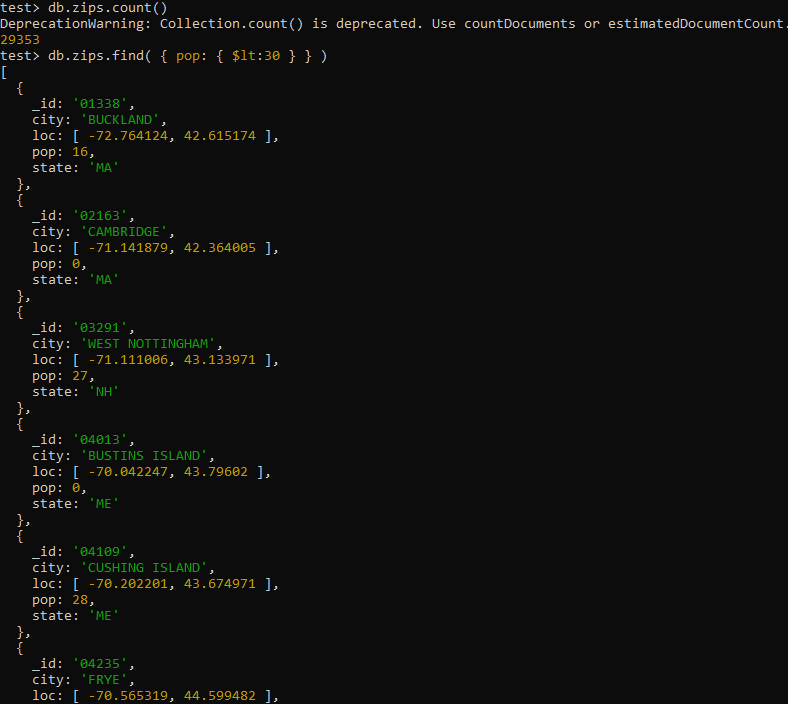 test> db.zips.count()
DeprecationWarning: Collection.count() is deprecated. Use countDocuments or estimatedDocumentCount.
29353
test> db.zips.find( { pop: { $lt:30 } } )
[
  {
    _id: '01338',
    city: 'BUCKLAND',
    loc: [ -72.764124, 42.615174 ],
    pop: 16,
    state: 'MA'
  },
  {
    _id: '02163',
    city: 'CAMBRIDGE',
    loc: [ -71.141879, 42.364005 ],
    pop: 0,
    state: 'MA'
  },
  {
    _id: '03291',
    city: 'WEST NOTTINGHAM',
    loc: [ -71.111006, 43.133971 ],
    pop: 27,
    state: 'NH'
  },
  {
    _id: '04013',
    city: 'BUSTINS ISLAND',
    loc: [ -70.042247, 43.79602 ],
    pop: 0,
    state: 'ME'
  },
  {
    _id: '04109',
    city: 'CUSHING ISLAND',
    loc: [ -70.202201, 43.674971 ],
    pop: 28,
    state: 'ME'
  },
  {
    _id: '04235',
    city: 'FRYE',
    loc: [ -70.565319, 44.599482 ],